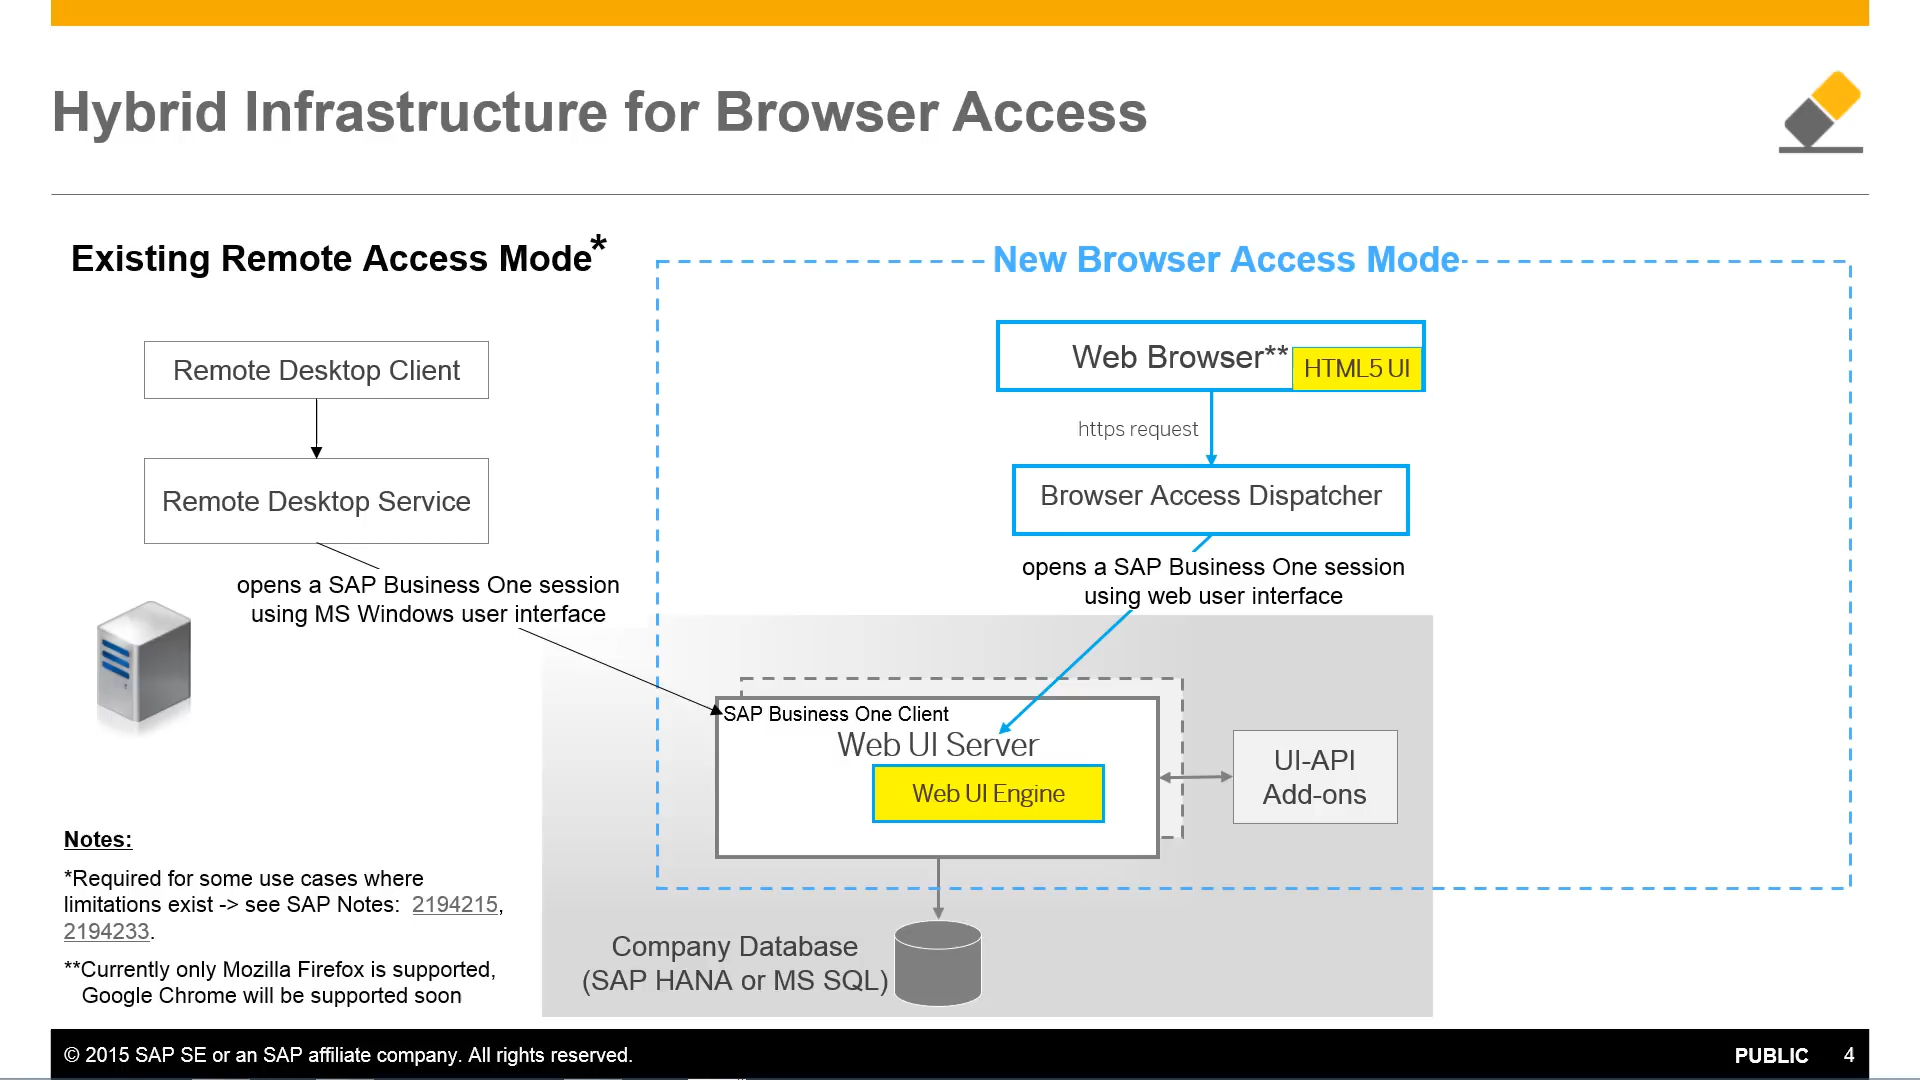 Hybrid Infrastructure for Browser Access
Existing Remote Access Mode*
New Browser Access Mode
Remote Desktop Client
Web Browser**
HTML5 UI
https request
Remote Desktop Service
Browser Access Dispatcher
opens a SAP Business One session
using MS Windows user interface
opens a SAP Business One session
using web user interface
SAP Business One Client
Web UI Server
Web UI Engine
UI-API
Add-ons
Company Database
(SAP HANA or MS SQL)
Notes:
*Required for some use cases where
limitations exist -> see SAP Notes: 2194215,
2194233.
**Currently only Mozilla Firefox is supported,
Google Chrome will be supported soon
© 2015 SAP SE or an SAP affiliate company. All rights reserved.
PUBLIC 4